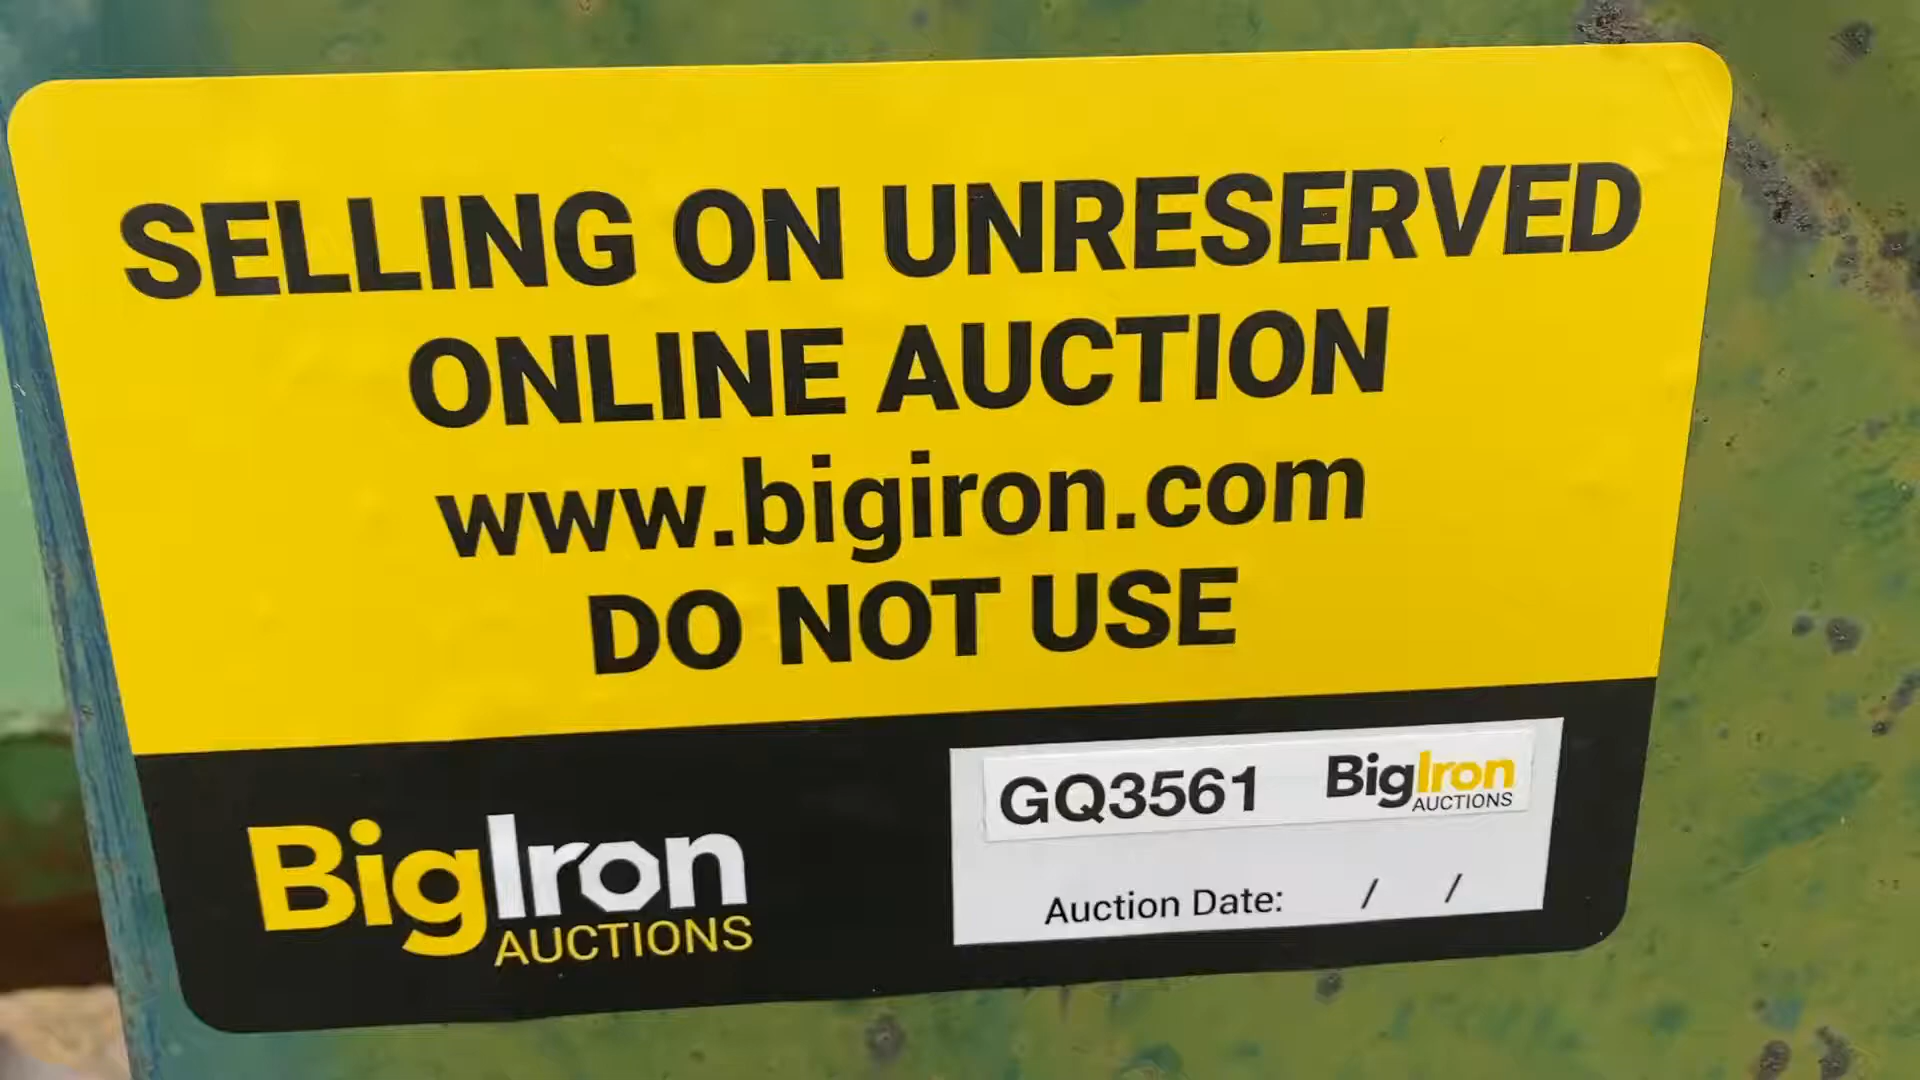 SELLING ON UNRESERVED
ONLINE AUCTION
www.bigiron.com
DO NOT USE
BigIron
AUCTIONS
GQ3561
BigIron
AUCTIONS
Auction Date: / /